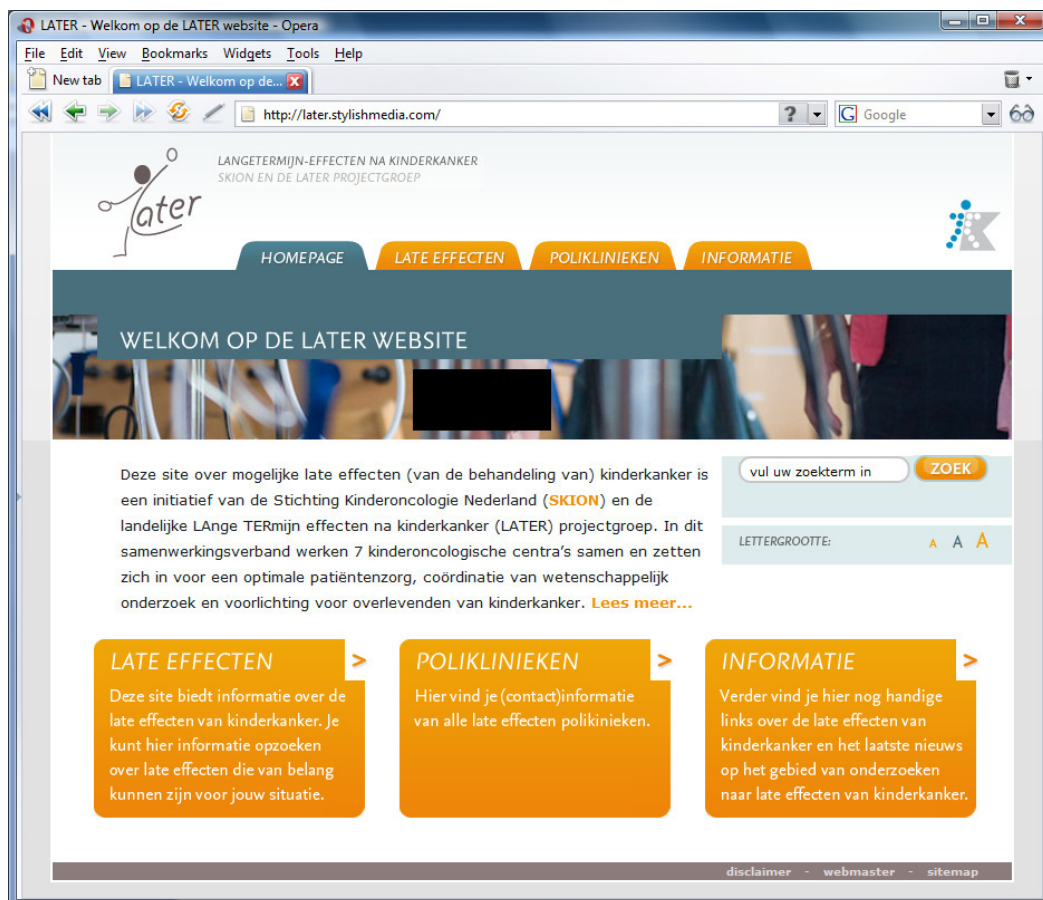 LATER - Welkom op de LATER website - Opera
File Edit View Bookmarks Widgets Tools Help
New tab LATER - Welkom op de...
http://later.stylishmedia.com/ ? G Google
later
LANGETERMIJN-EFFECTEN NA KINDERKANKER
SKION EN DE LATER PROJECTGROEP
HOMEPAGE LATE EFFECTEN POLIKLINIEKEN INFORMATIE
WELKOM OP DE LATER WEBSITE
Deze site over mogelijke late effecten (van de behandeling van) kinderkanker is
een initiatief van de Stichting Kinderoncologie Nederland (SKION) en de
landelijke LAnge TERmijn effecten na kinderkanker (LATER) projectgroep. In dit
samenwerkingsverband werken 7 kinderoncologische centra's samen en zetten
zich in voor een optimale patiëntenzorg, coördinatie van wetenschappelijk
onderzoek en voorlichting voor overlevenden van kinderkanker. Lees meer...
vul uw zoekterm in ZOEK
LETTERGROOTTE: A A A
LATE EFFECTEN >
Deze site biedt informatie over de
late effecten van kinderkanker. Je
kunt hier informatie opzoeken
over late effecten die van belang
kunnen zijn voor jouw situatie.
POLIKLINIEKEN >
Hier vind je (contact)informatie
van alle late effecten polikinieken.
INFORMATIE >
Verder vind je hier nog handige
links over de late effecten van
kinderkanker en het laatste nieuws
op het gebied van onderzoeken
naar late effecten van kinderkanker.
disclaimer - webmaster - sitemap